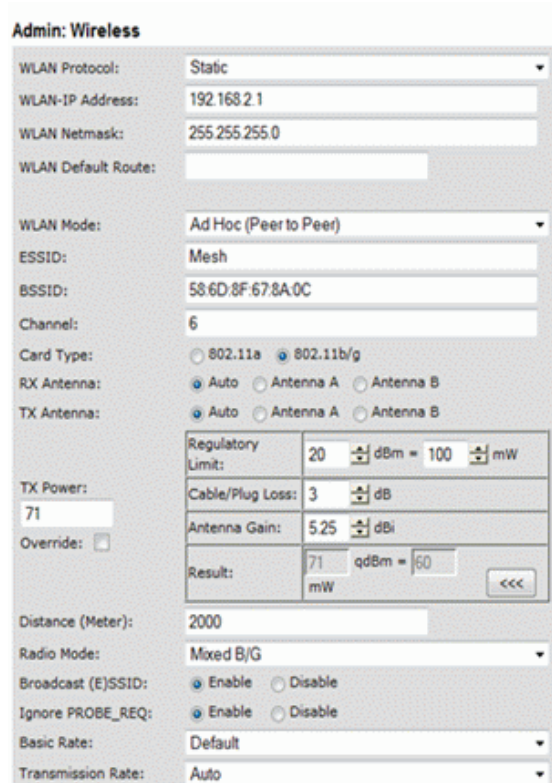 Admin: Wireless
WLAN Protocol: Static
WLAN-IP Address: 192.168.2.1
WLAN Netmask: 255.255.255.0
WLAN Default Route:
WLAN Mode: Ad Hoc (Peer to Peer)
ESSID: Mesh
BSSID: 58:6D:8F:67:8A:0C
Channel: 6
Card Type: 802.11a 802.11b/g
RX Antenna: Auto Antenna A Antenna B
TX Antenna: Auto Antenna A Antenna B
TX Power:
71
Override:
Regulatory
Limit: 20 dBm = 100 mW
Cable/Plug Loss: 3 dB
Antenna Gain: 5.25 dBi
Result: 71 qdBm = 60
mW <<<
Distance (Meter): 2000
Radio Mode: Mixed B/G
Broadcast (E)SSID: Enable Disable
Ignore PROBE_REQ: Enable Disable
Basic Rate: Default
Transmission Rate: Auto